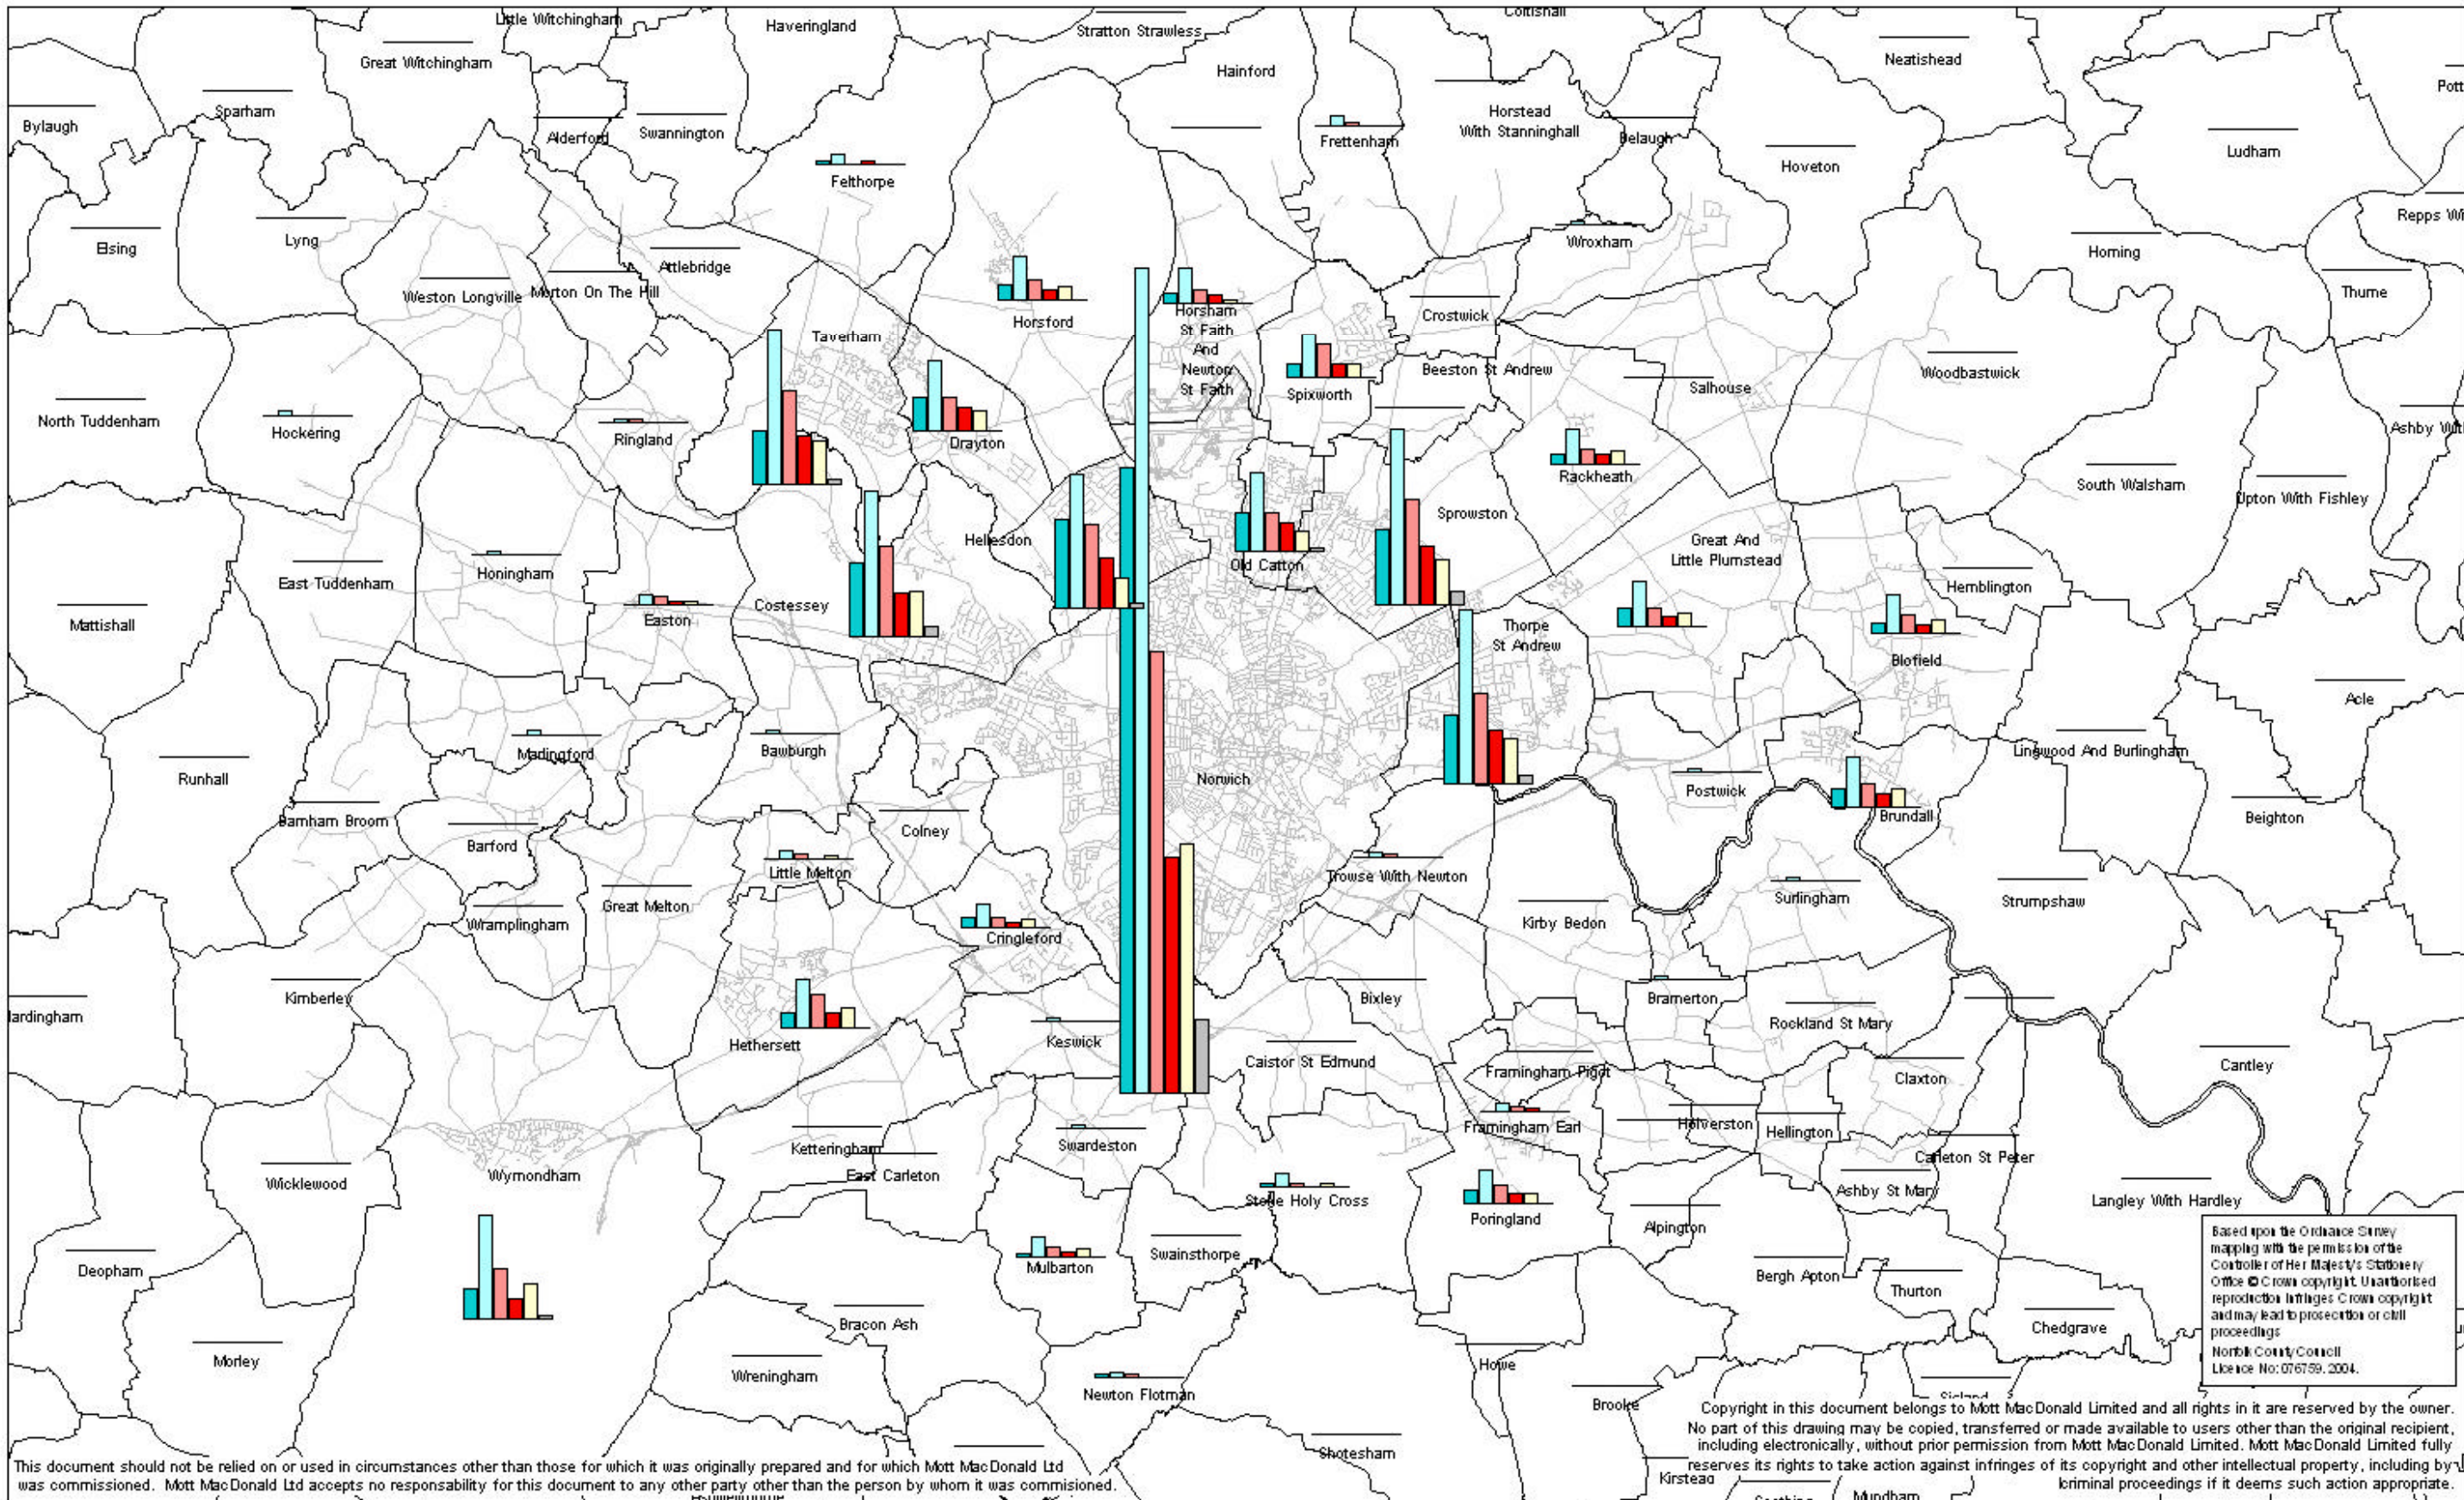 Little Witchingham
Haveringland
Stratton Strawless
Coltishall
Great Witchingham
Hainford
Neatishead
Pott
Sparham
Bylaugh
Alderford
Swannington
Frettenham
Horstead
With Stanninghall
Belaugh
Hoveton
Ludham
Felthorpe
Repps Wi
Elsing
Lyng
Attlebridge
Wroxham
Horning
Weston Longville
Morton On The Hill
Thurne
Horsford
Horsham
St Faith
And
Newton
St Faith
Crostwick
Taverham
Spixworth
Beeston St Andrew
Salhouse
Woodbastwick
North Tuddenham
Hockering
Ringland
Drayton
Ashby With
Rackheath
South Walsham
Upton With Fishley
Sprowston
Hellesdon
Old Catton
Great And
Little Plumstead
East Tuddenham
Honingham
Hemblington
Mattishall
Easton
Costessey
Thorpe
St Andrew
Blofield
Acle
Runhall
Marlingford
Bawburgh
Norwich
Postwick
Lingwood And Burlingham
Barnham Broom
Barford
Colney
Brundall
Beighton
Little Melton
Trowse With Newton
Surlingham
Strumpshaw
Great Melton
Wramplingham
Cringleford
Kirby Bedon
Kimberley
Bixley
Bramerton
Hardingham
Hethersett
Keswick
Rockland St Mary
Caistor St Edmund
Framingham Pigot
Claxton
Cantley
Swardeston
Framingham Earl
Holverston
Hellington
Ketteringham
East Carleton
Carleton St Peter
Wicklewood
Wymondham
Stoke Holy Cross
Poringland
Ashby St Mary
Langley With Hardley
Alpington
Deopham
Mulbarton
Swainsthorpe
Bergh Apton
Thurton
Bracon Ash
Chedgrave
Morley
Wreningham
Howe
Newton Flotman
Brooke
Sisland
Shotesham
Kirstead
Mundham
Based upon the Ordnance Survey
mapping with the permission of the
Controller of Her Majesty's Stationery
Office © Crown copyright. Unauthorised
reproduction infringes Crown copyright
and may lead to prosecution or civil
proceedings
Norfolk County Council
Licence No: 076759. 2004.
Copyright in this document belongs to Mott MacDonald Limited and all rights in it are reserved by the owner.
No part of this drawing may be copied, transferred or made available to users other than the original recipient,
including electronically, without prior permission from Mott MacDonald Limited. Mott MacDonald Limited fully
reserves its rights to take action against infringes of its copyright and other intellectual property, including by
criminal proceedings if it deems such action appropriate.
This document should not be relied on or used in circumstances other than those for which it was originally prepared and for which Mott MacDonald Ltd
was commissioned. Mott MacDonald Ltd accepts no responsability for this document to any other party other than the person by whom it was commisioned.